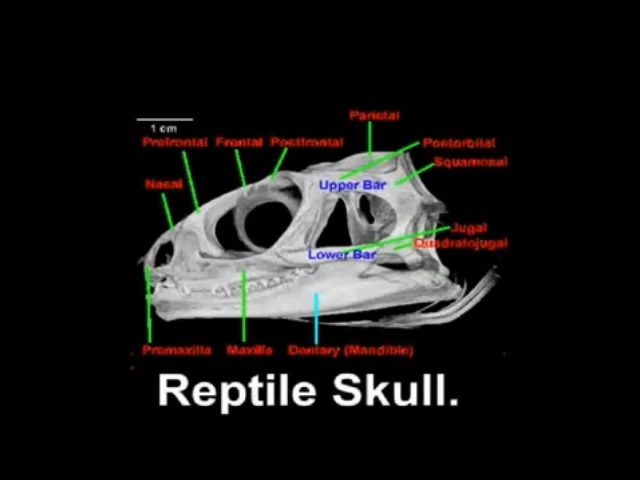 Parietal
1 cm
Prefrontal Frontal Postfrontal Postorbital
Squamosal
Nasal
Upper Bar
Jugal
Quadratojugal
Lower Bar
Premaxilla Maxilla Dentary (Mandible)
Reptile Skull.